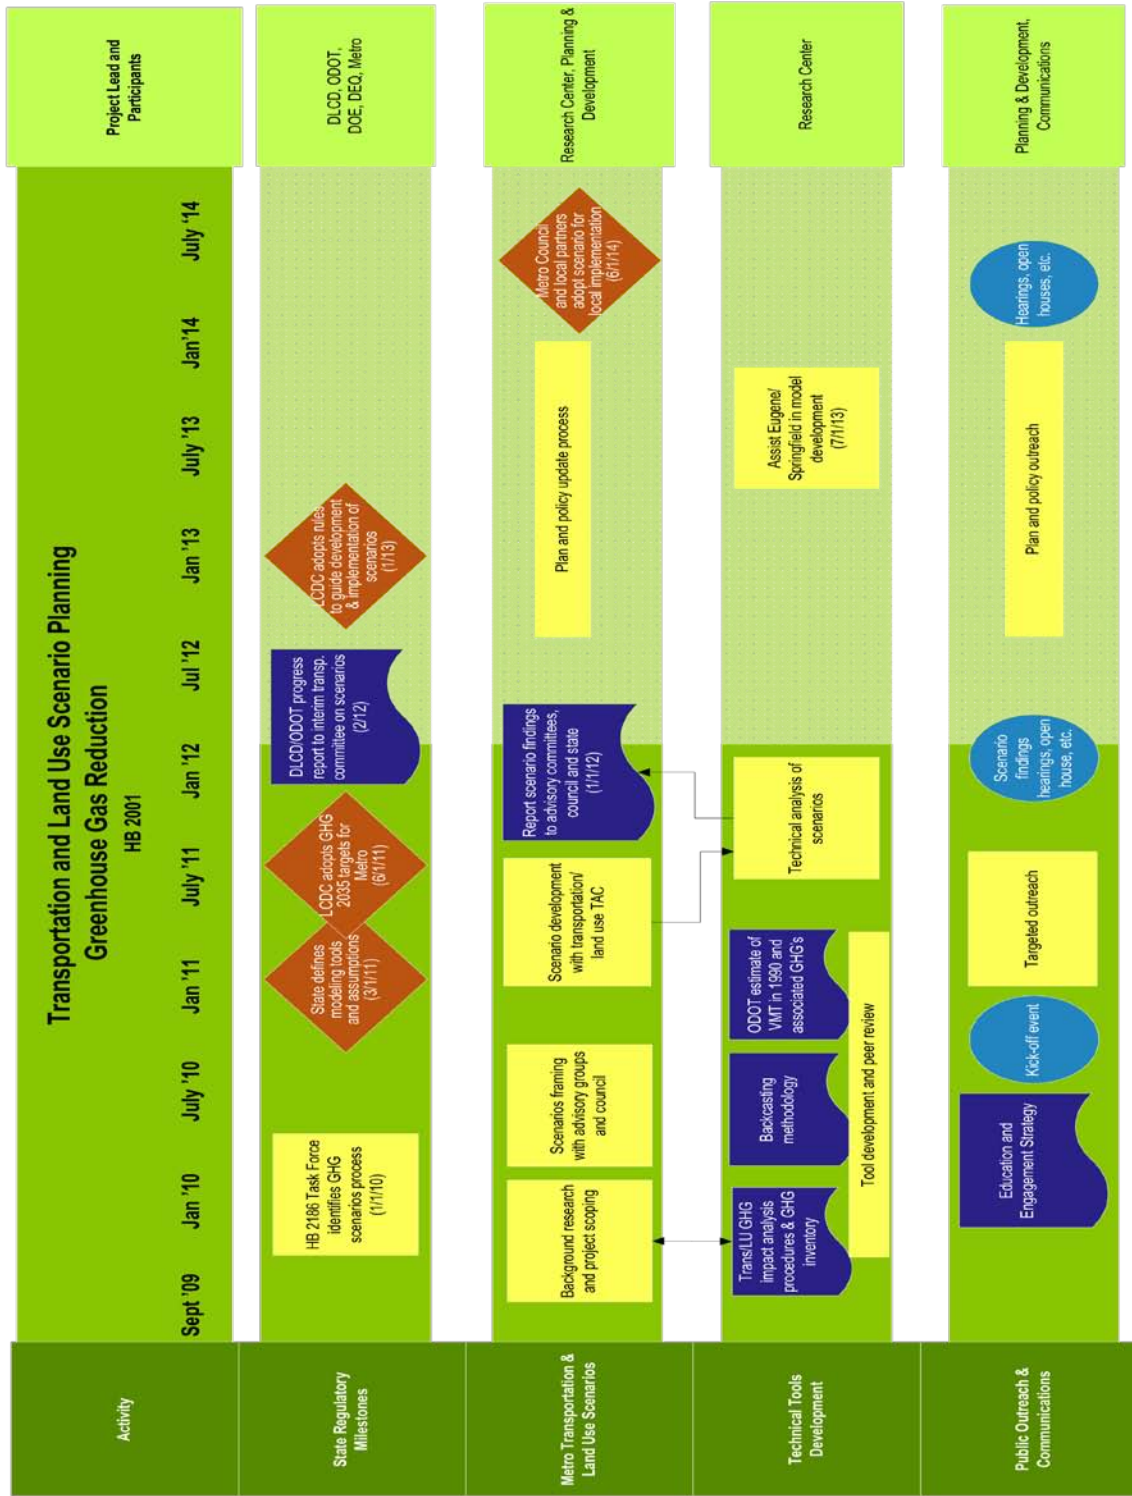 Transportation and Land Use Scenario Planning
Greenhouse Gas Reduction
HB 2001
Activity
Sept '09
Jan '10
July '10
Jan '11
July '11
Jan '12
Jul '12
Jan '13
July '13
Jan'14
July '14
Project Lead and
Participants
State Regulatory
Milestones
HB 2186 Task Force
identifies GHG
scenarios process
(1/1/10)
State defines
modeling tools
and assumptions
(3/1/11)
LCDC adopts GHG
2035 targets for
Metro
(6/1/11)
DLCD/ODOT progress
report to interim transp.
committee on scenarios
(2/12)
LCDC adopts rules
to guide development
& implementation of
scenarios
(1/13)
DLCD, ODOT,
DOE, DEQ, Metro
Metro Transportation &
Land Use Scenarios
Background research
and project scoping
Scenarios framing
with advisory groups
and council
Scenario development
with transportation/
land use TAC
Report scenario findings
to advisory committees,
council and state
(1/1/12)
Plan and policy update process
Metro Council
and local partners
adopt scenario for
local implementation
(6/1/14)
Research Center, Planning &
Development
Technical Tools
Development
Trans/LU GHG
impact analysis
procedures & GHG
inventory
Backcasting
methodology
ODOT estimate of
VMT in 1990 and
associated GHG's
Tool development and peer review
Technical analysis of
scenarios
Assist Eugene/
Springfield in model
development
(7/1/13)
Research Center
Public Outreach &
Communications
Education and
Engagement Strategy
Kick-off event
Targeted outreach
Scenario
findings
hearings, open
house, etc.
Plan and policy outreach
Hearings, open
houses, etc.
Planning & Development,
Communications